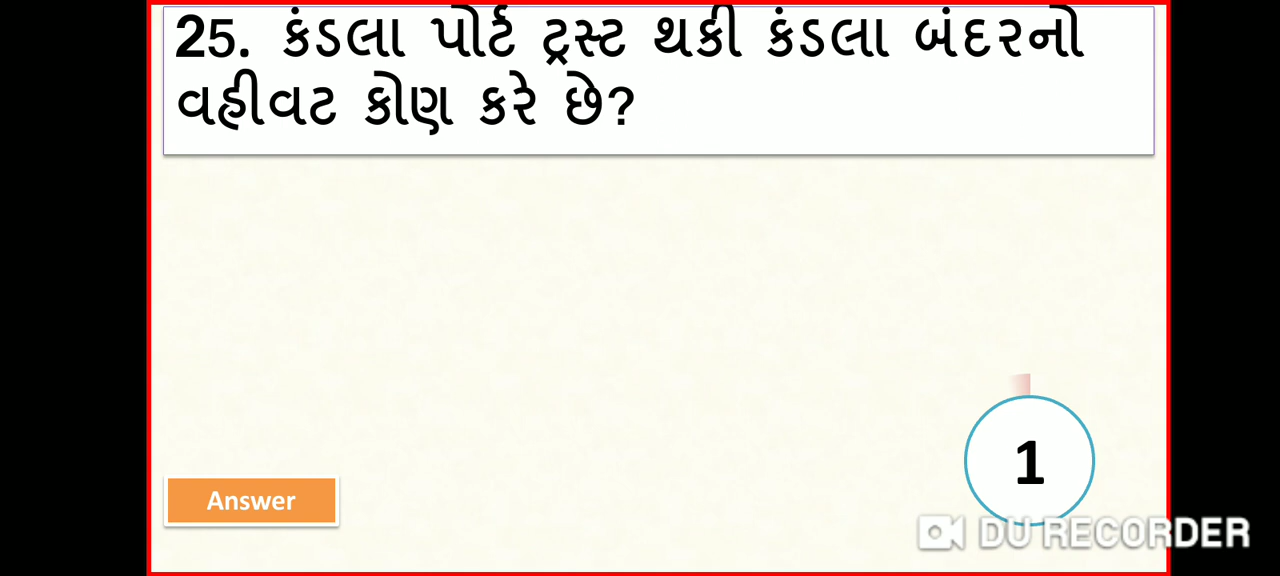 25. કંડલા પોર્ટ ટ્રસ્ટ થકી કંડલા બંદરનો
વહીવટ કોણ કરે છે?
1
Answer
DU RECORDER